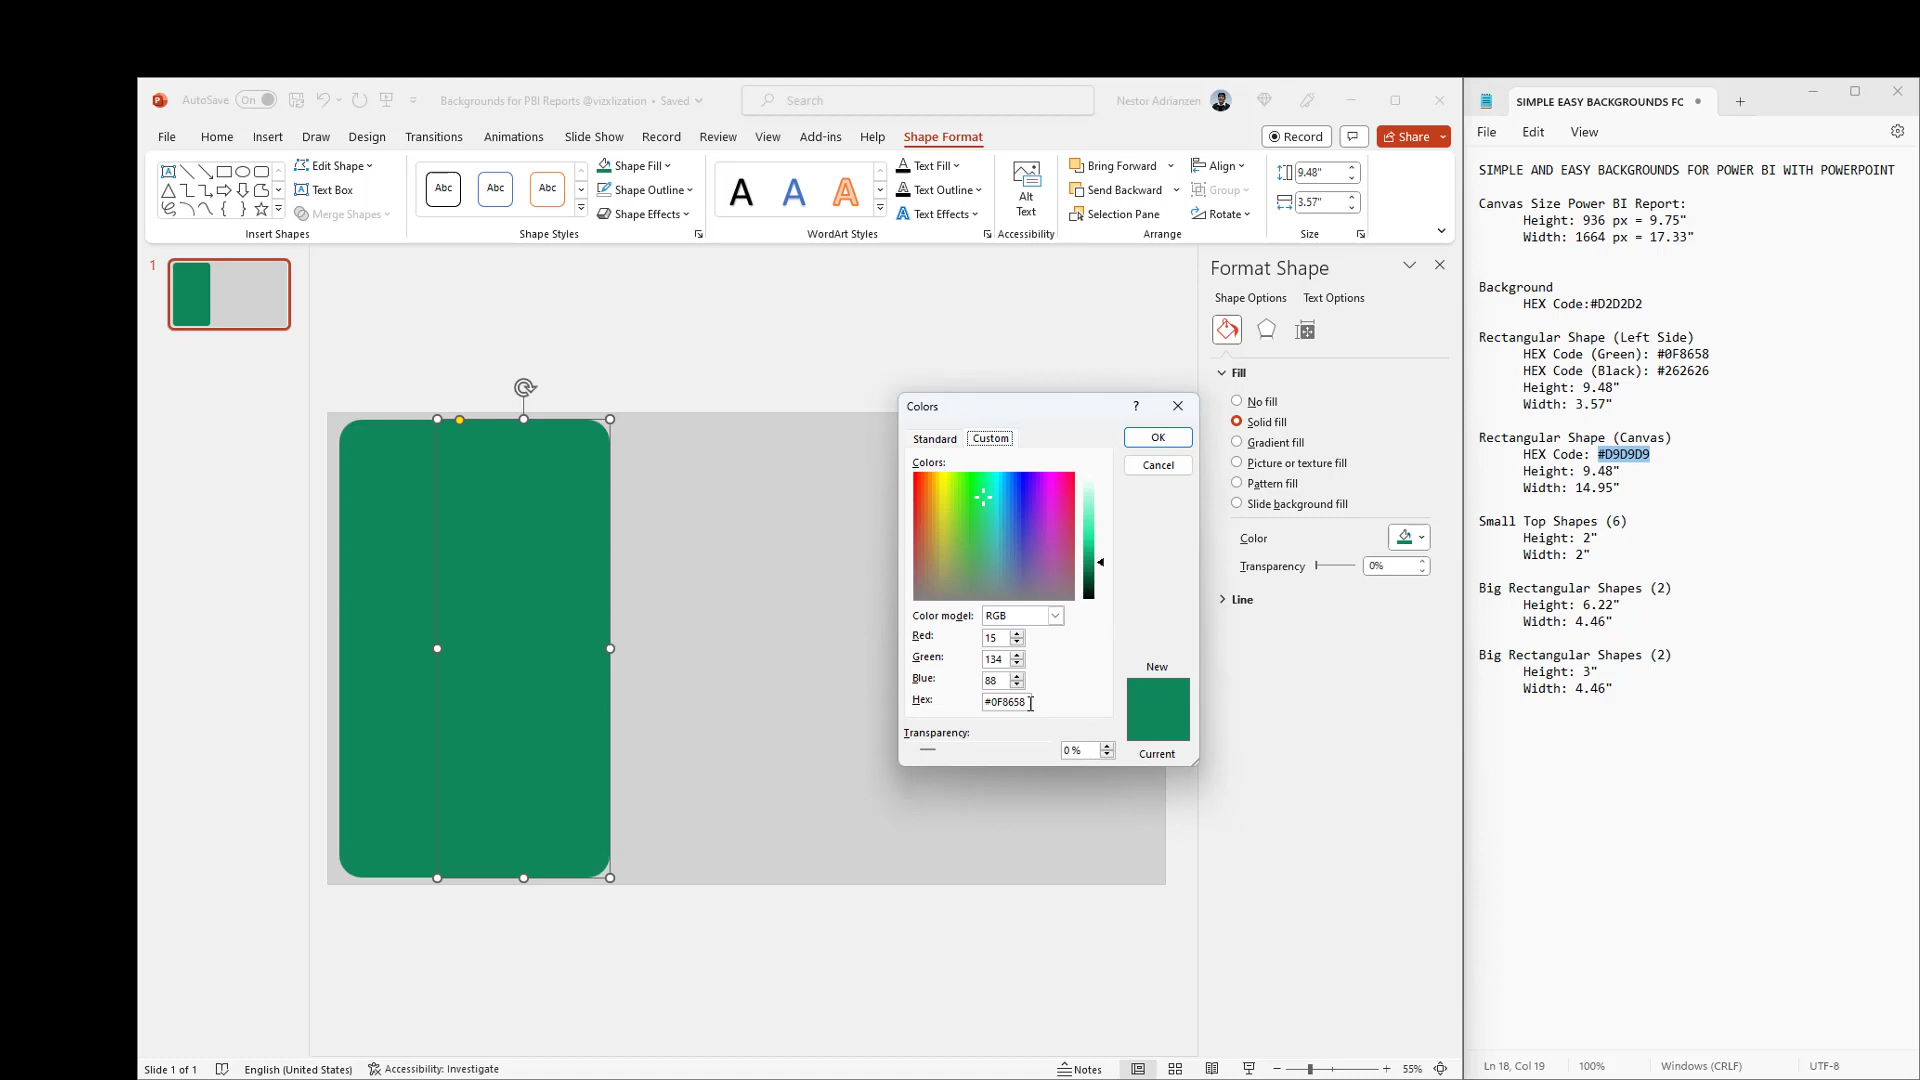 AutoSave On Backgrounds for PBI Reports @vizxlization • Saved Search Nestor Adrianzen
File Home Insert Draw Design Transitions Animations Slide Show Record Review View Add-ins Help Shape Format Record Share
Edit Shape
Text Box
Merge Shapes
Insert Shapes
Abc Abc Abc
Shape Fill
Shape Outline
Shape Effects
Shape Styles
A A A
Text Fill
Text Outline
Text Effects
WordArt Styles
Alt
Text
Accessibility
Bring Forward
Send Backward
Selection Pane
Align
Group
Rotate
Arrange
9.48"
3.57"
Size
1
Format Shape
Shape Options Text Options
Fill
No fill
Solid fill
Gradient fill
Picture or texture fill
Pattern fill
Slide background fill
Color
Transparency 0%
Line
Colors ?
Standard Custom
OK
Cancel
Colors:
Color model: RGB
Red: 15
Green: 134
Blue: 88
Hex: #0F8658
Transparency:
0 %
New
Current
Slide 1 of 1 English (United States) Accessibility: Investigate Notes 55%
SIMPLE EASY BACKGROUNDS FC
File Edit View
SIMPLE AND EASY BACKGROUNDS FOR POWER BI WITH POWERPOINT
Canvas Size Power BI Report:
Height: 936 px = 9.75"
Width: 1664 px = 17.33"
Background
HEX Code:#D2D2D2
Rectangular Shape (Left Side)
HEX Code (Green): #0F8658
HEX Code (Black): #262626
Height: 9.48"
Width: 3.57"
Rectangular Shape (Canvas)
HEX Code: #D9D9D9
Height: 9.48"
Width: 14.95"
Small Top Shapes (6)
Height: 2"
Width: 2"
Big Rectangular Shapes (2)
Height: 6.22"
Width: 4.46"
Big Rectangular Shapes (2)
Height: 3"
Width: 4.46"
Ln 18, Col 19 100% Windows (CRLF) UTF-8